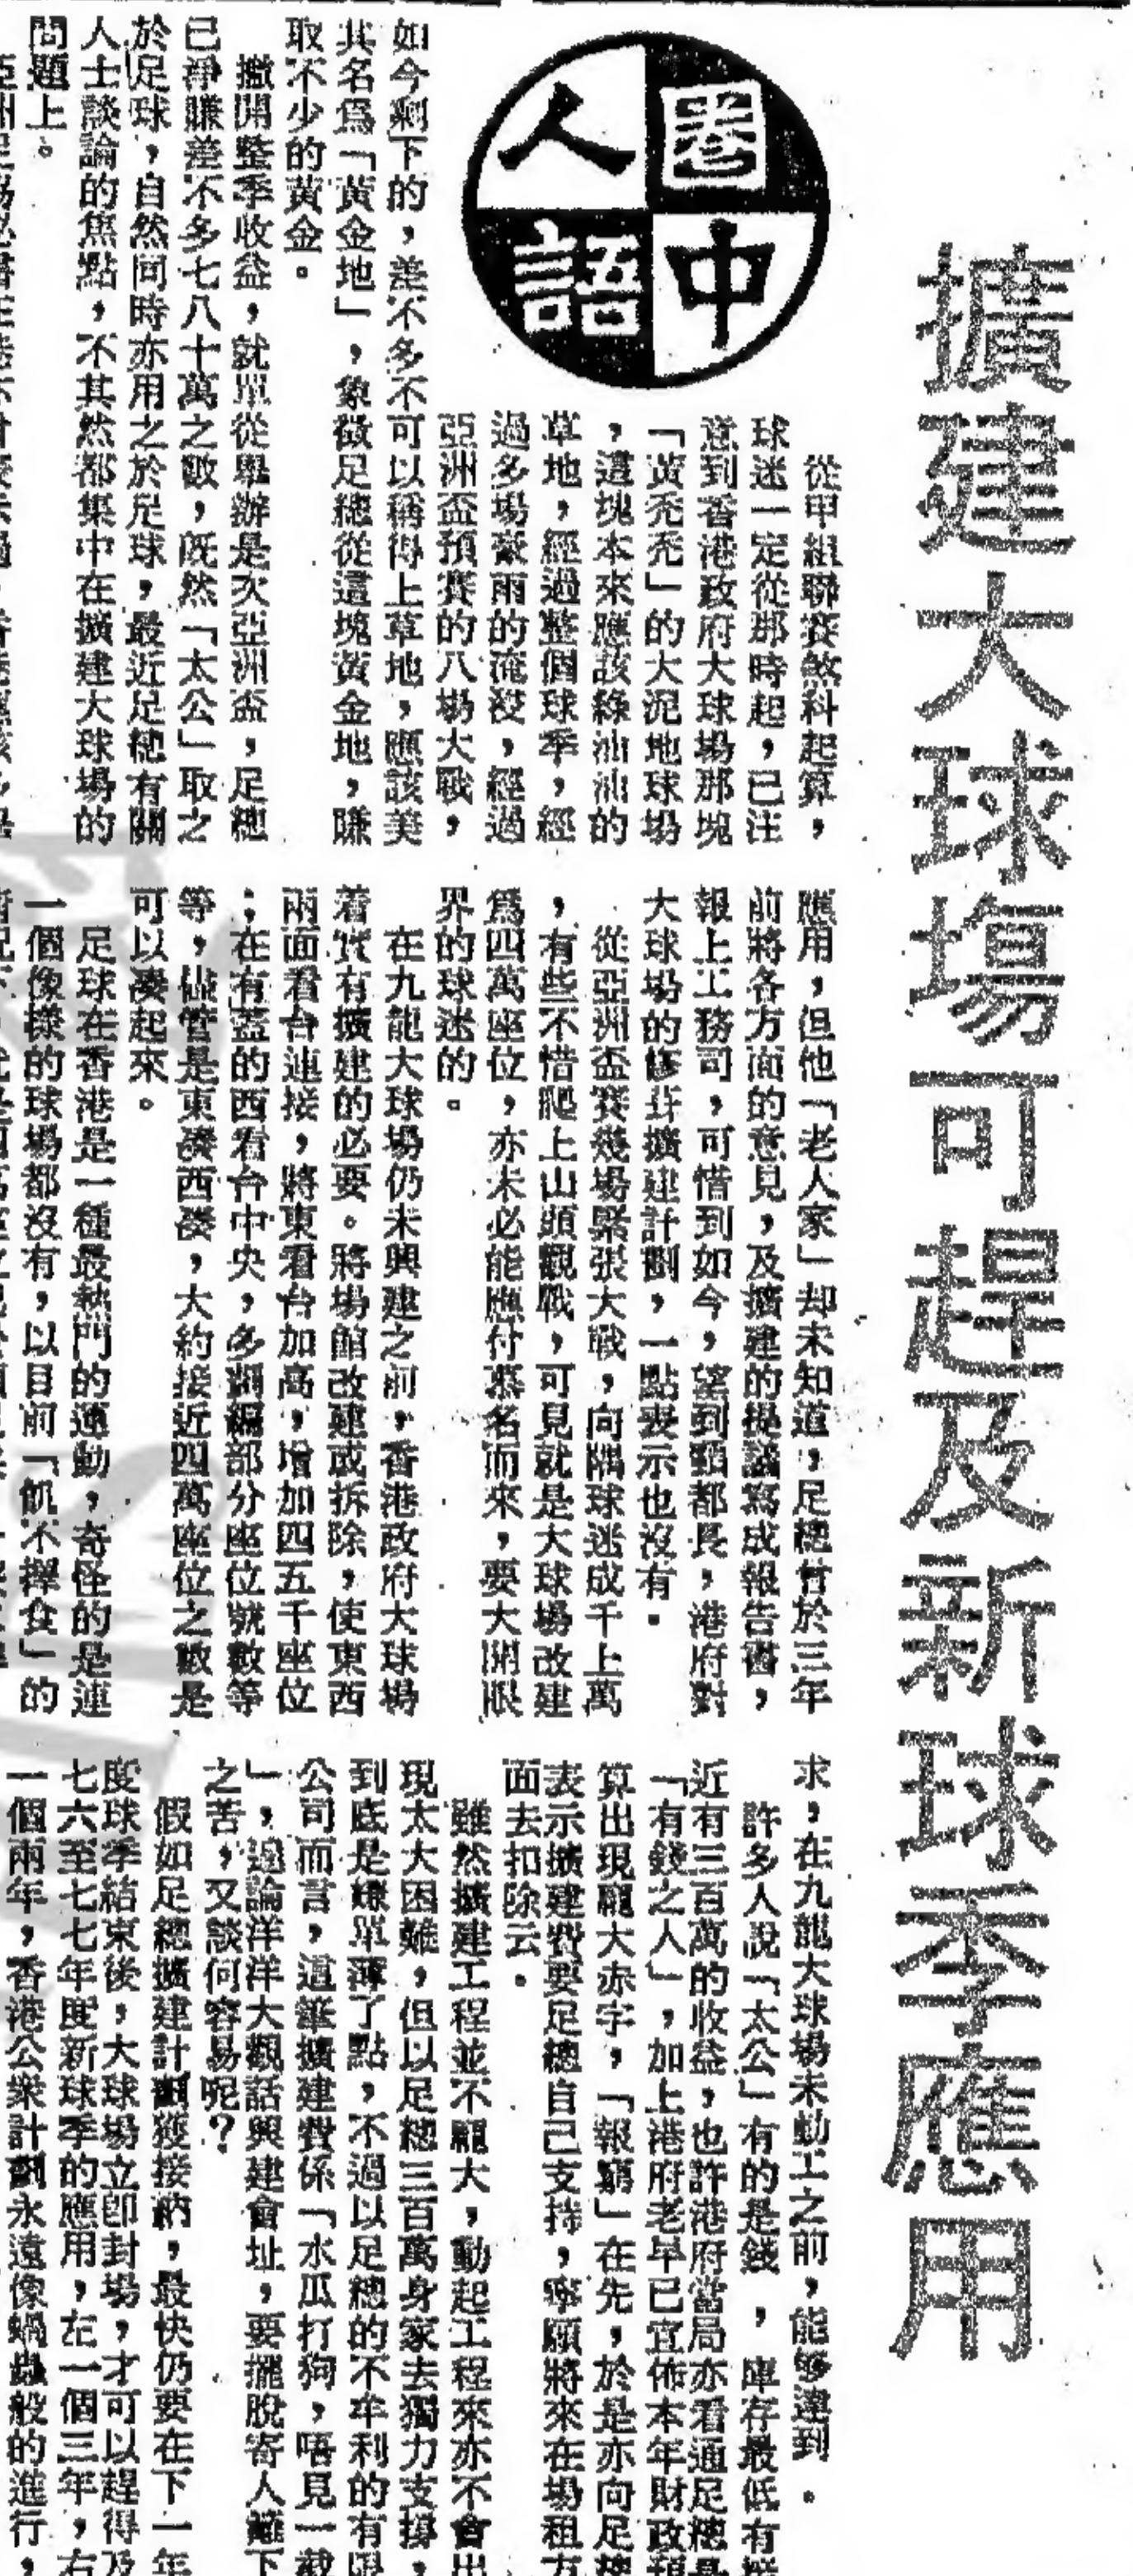 擴建大球場可趕及新球季應用
圈中人語
從甲組聯賽煞科起算，
球迷一定從那時起，已注
意到香港政府大球場那塊
「黃禿禿」的大泥地球場
，這塊本來應該綠油油的
草地，經過整個球季，經
過多場豪雨的淹浸，經過
亞洲盃預賽的八場大戰，
如今剩下的，差不多不可以稱得上草地，應該美
其名為「黃金地」，象徵足總從這塊黃金地，賺
取不少的黃金。
撇開整季收益，就單從舉辦是次亞洲盃，足總
已淨賺差不多七八十萬之數，既然「太公」取之
於足球，自然同時亦用之於足球，最近足總有關
人士談論的焦點，不其然都集中在擴建大球場的
問題上。
應用，但他「老人家」却未知道，足總曾於三年
前將各方面的意見，及擴建的提議寫成報告書，
報上工務司，可惜到如今，望到頸都長，港府對
大球場的修葺擴建計劃，一點表示也沒有。
從亞洲盃賽幾場緊張大戰，向隅球迷成千上萬
，有些不惜爬上山頭觀戰，可見就是大球場改建
為四萬座位，亦未必能應付慕名而來，要大開眼
界的球迷的。
在九龍大球場仍未興建之前，香港政府大球場
着實有擴建的必要。將場館改建或拆除，使東西
兩面看台連接，將東看台加高，增加四五千座位
；在有蓋的西看台中央，多調編部分座位號數等
等，儘管是東湊西湊，大約接近四萬座位之數是
可以湊起來。
足球在香港是一種最熱門的運動，奇怪的是連
一個像樣的球場都沒有，以目前「飢不擇食」的
求，在九龍大球場未動工之前，能够達到。
許多人說「太公」有的是錢，庫存最低有接
近有三百萬的收益，也許港府當局亦看通足總是
「有錢之人」，加上港府老早已宣佈本年財政預
算出現龐大赤字，「報窮」在先，於是亦向足總
表示擴建費要足總自己支持，寧願將來在場租方
面去扣除云。
雖然擴建工程並不龐大，動起工程來亦不會出
現太大困難，但以足總三百萬身家去獨力支撐，
到底是嫌單薄了點，不過以足總的不牟利的有限
公司而言，這筆擴建費係「水瓜打狗，唔見一截
」，遑論洋洋大觀話興建會址，要擺脫寄人籬下
之苦，又談何容易呢？
假如足總擴建計劃獲接納，最快仍要在下一年
度球季結束後，大球場立即封場，才可以趕得及
七六至七七年度新球季的應用，左一個三年，右
一個兩年，香港公衆計劃永遠像蝸蟲般的進行，